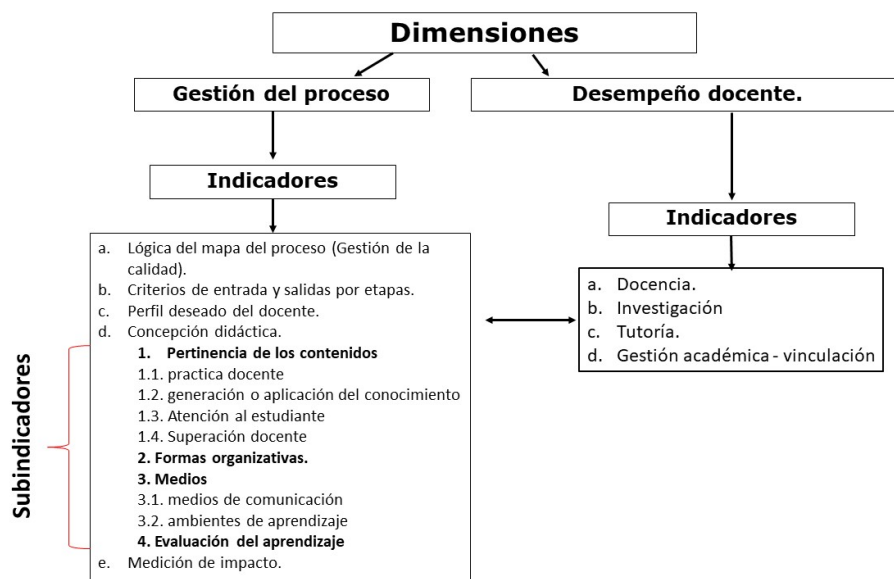 Dimensiones
Gestión del proceso
Desempeño docente.
Indicadores
Indicadores
a. Lógica del mapa del proceso (Gestión de la
calidad).
b. Criterios de entrada y salidas por etapas.
c. Perfil deseado del docente.
d. Concepción didáctica.
1. Pertinencia de los contenidos
1.1. practica docente
1.2. generación o aplicación del conocimiento
1.3. Atención al estudiante
1.4. Superación docente
2. Formas organizativas.
3. Medios
3.1. medios de comunicación
3.2. ambientes de aprendizaje
4. Evaluación del aprendizaje
e. Medición de impacto.
Subindicadores
a. Docencia.
b. Investigación
c. Tutoría.
d. Gestión académica - vinculación